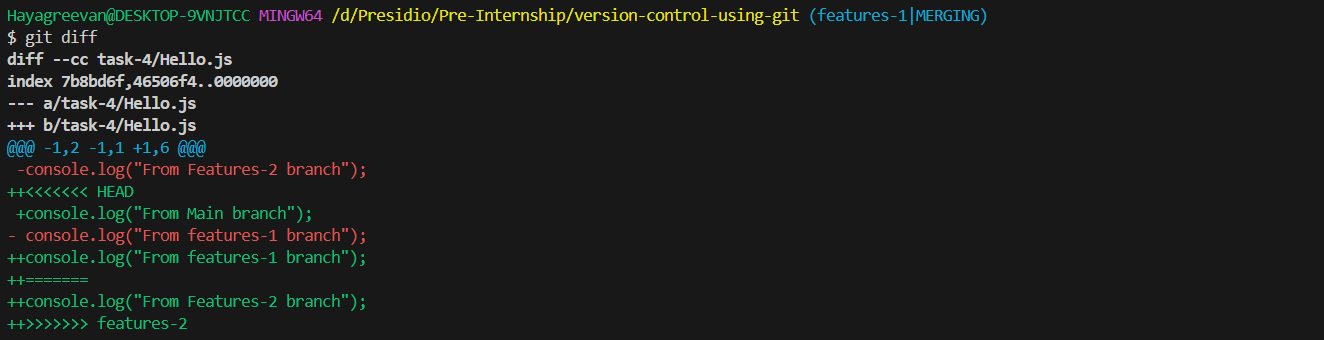 Hayagreevan@DESKTOP-9VNJTCC MINGW64 /d/Presidio/Pre-Internship/version-control-using-git (features-1|MERGING)
$ git diff
diff --cc task-4/Hello.js
index 7b8bd6f,46506f4..0000000
--- a/task-4/Hello.js
+++ b/task-4/Hello.js
@@@ -1,2 -1,1 +1,6 @@@
 -console.log("From Features-2 branch");
++<<<<<<< HEAD
 +console.log("From Main branch");
- console.log("From features-1 branch");
++console.log("From features-1 branch");
++=======
++console.log("From Features-2 branch");
++>>>>>>> features-2